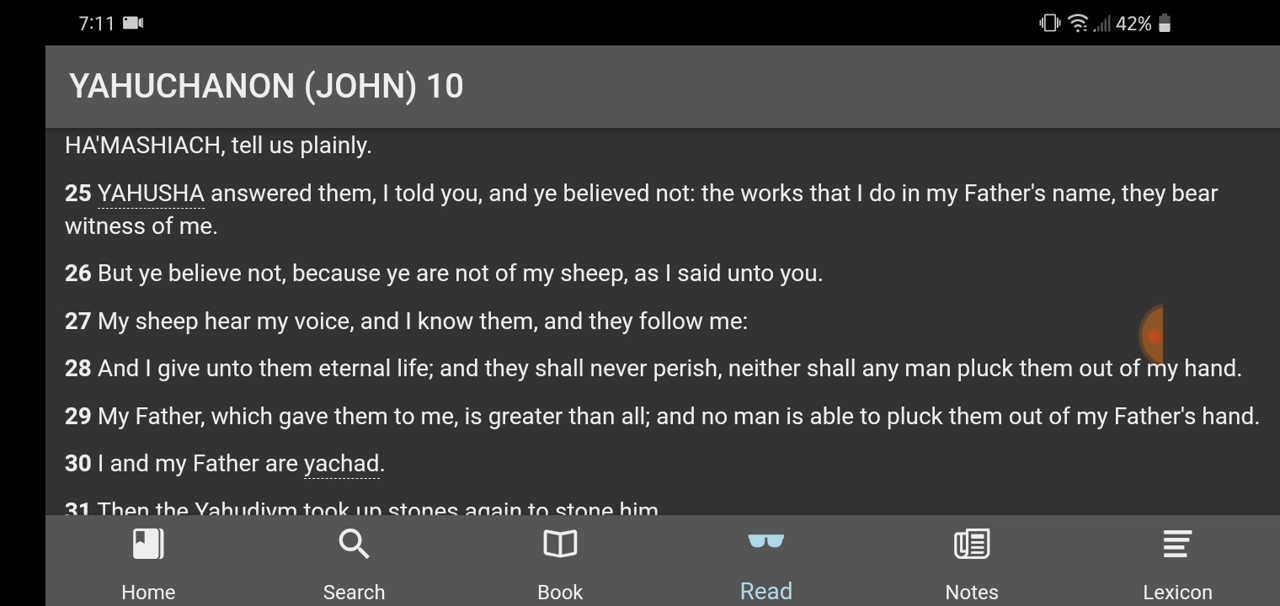 7:11
42%
YAHUCHANON (JOHN) 10
HA'MASHIACH, tell us plainly.
25 YAHUSHA answered them, I told you, and ye believed not: the works that I do in my Father's name, they bear
witness of me.
26 But ye believe not, because ye are not of my sheep, as I said unto you.
27 My sheep hear my voice, and I know them, and they follow me:
28 And I give unto them eternal life; and they shall never perish, neither shall any man pluck them out of my hand.
29 My Father, which gave them to me, is greater than all; and no man is able to pluck them out of my Father's hand.
30 I and my Father are yachad.
31 Then the Yahudiym took up stones again to stone him.
Home Search Book Read Notes Lexicon